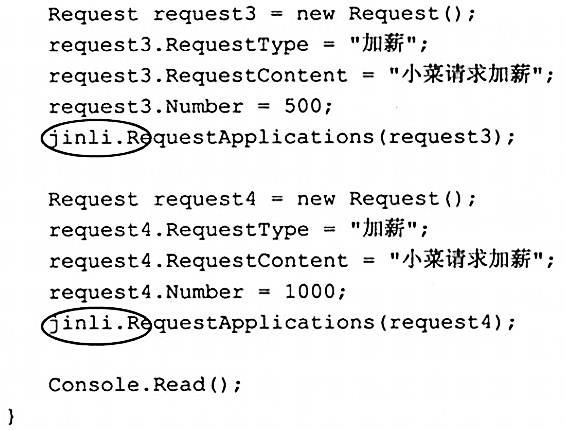 Request request3 = new Request();
request3.RequestType = "加薪";
request3.RequestContent = "小菜请求加薪";
request3.Number = 500;
jinli.RequestApplications(request3);
Request request4 = new Request();
request4.RequestType = "加薪";
request4.RequestContent = "小菜请求加薪";
request4.Number = 1000;
jinli.RequestApplications(request4);
Console.Read();
}